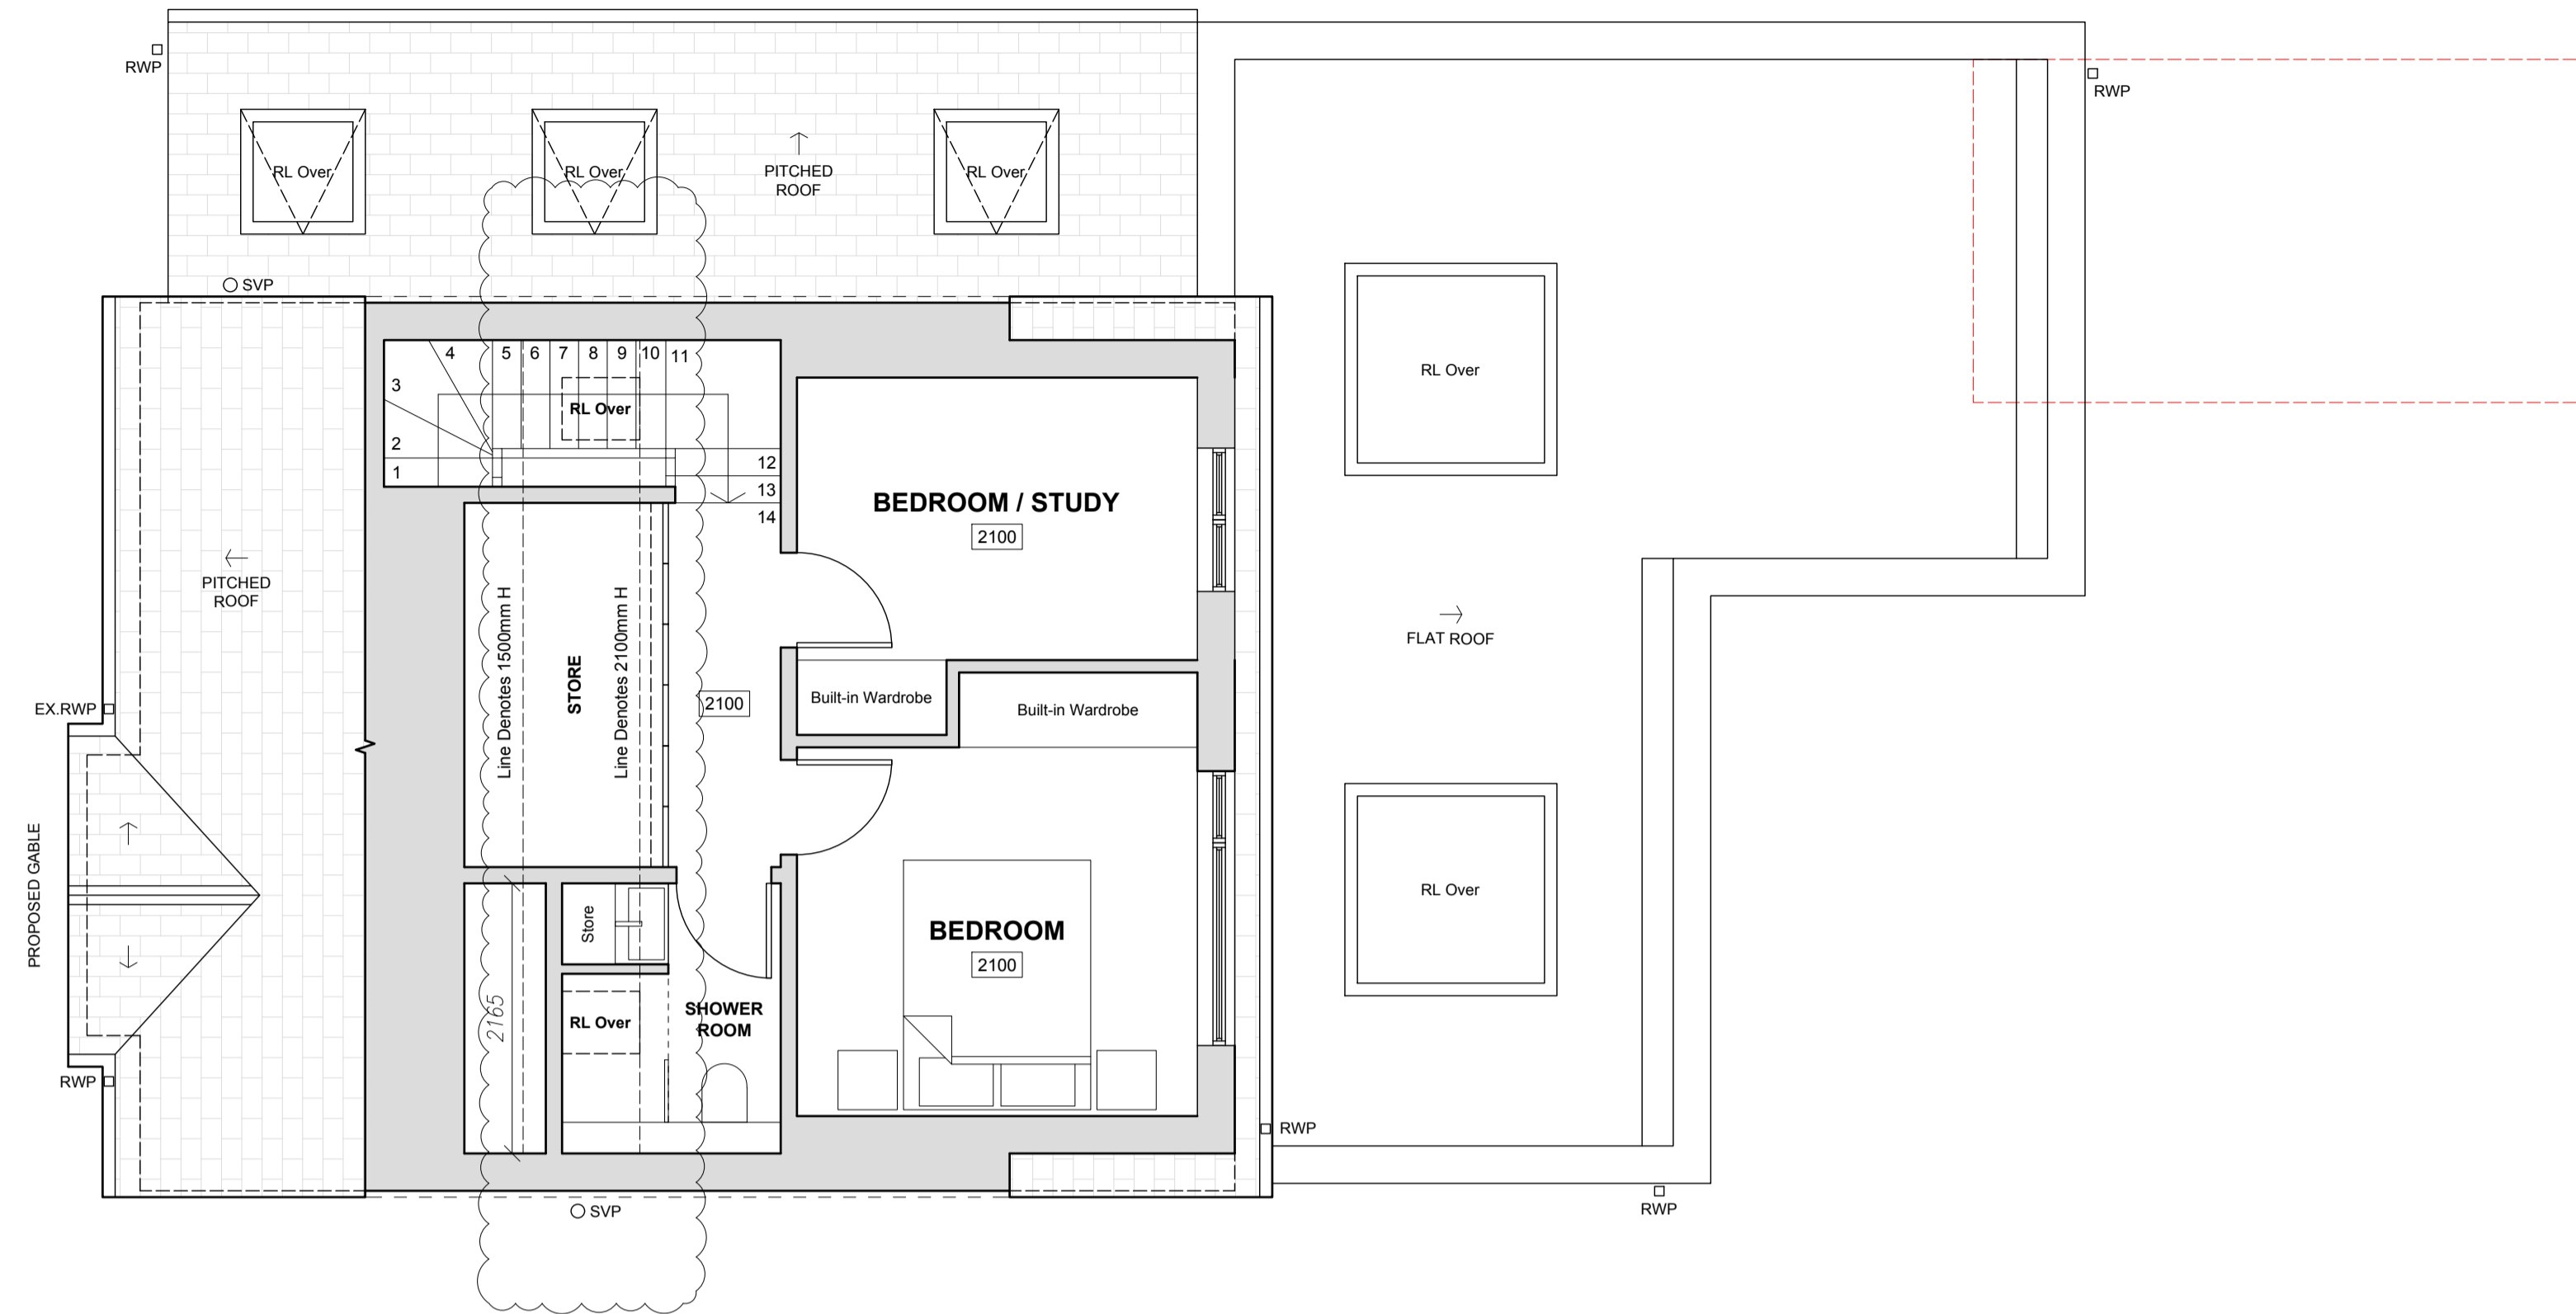 RWP
RWP
RL Over
RL Over
RL Over
PITCHED
ROOF
SVP
4
5
6
7
8
9
10
11
3
2
1
12
13
14
RL Over
RL Over
BEDROOM / STUDY
2100
PITCHED
ROOF
Line Denotes 1500mm H
STORE
Line Denotes 2100mm H
2100
FLAT ROOF
EX.RWP
Built-in Wardrobe
Built-in Wardrobe
PROPOSED GABLE
Store
BEDROOM
2100
RL Over
2165
RL Over
SHOWER
ROOM
RWP
RWP
SVP
RWP